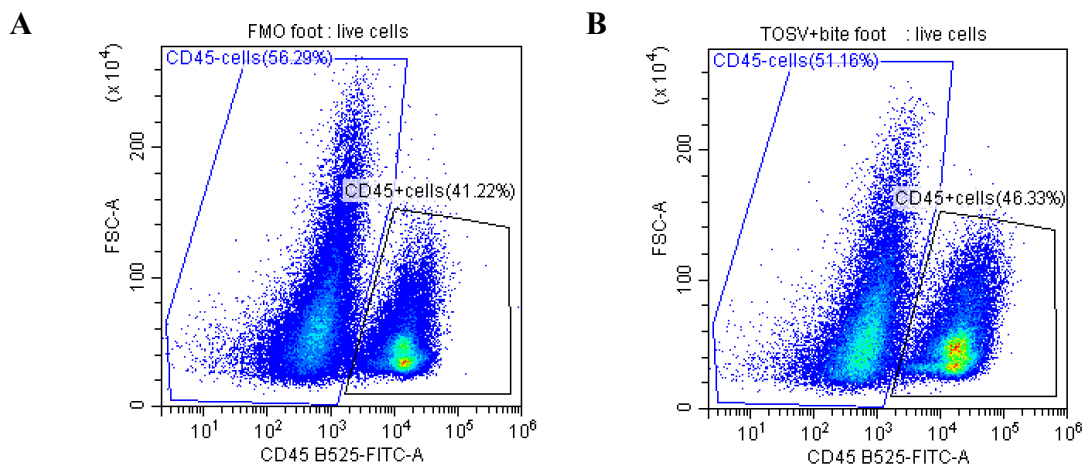 A
FMO foot : live cells
(x 10⁴)
CD45-cells(56.29%)
200
CD45+cells(41.22%)
FSC-A
100
0
10¹ 10² 10³ 10⁴ 10⁵ 10⁶
CD45 B525-FITC-A
B
TOSV+bite foot : live cells
(x 10⁴)
CD45-cells(51.16%)
200
CD45+cells(46.33%)
FSC-A
100
0
10¹ 10² 10³ 10⁴ 10⁵ 10⁶
CD45 B525-FITC-A